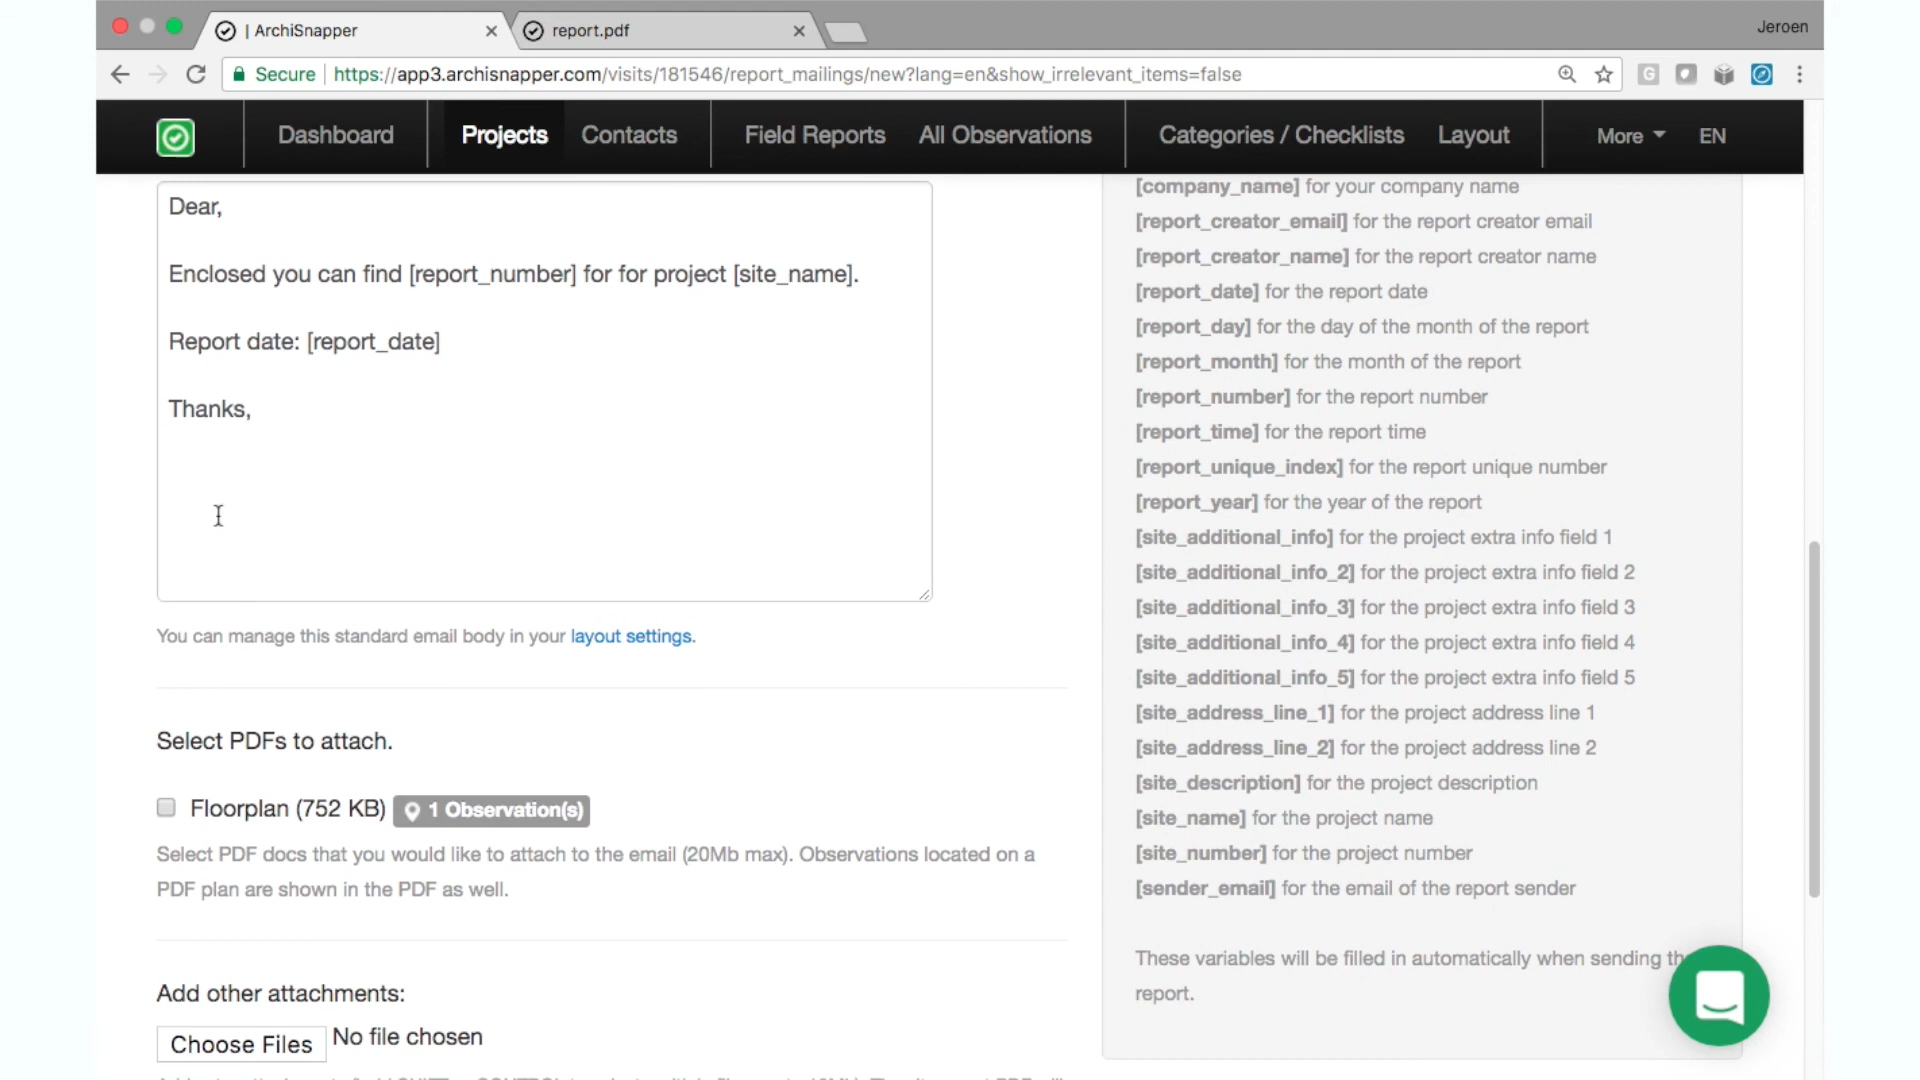 | ArchiSnapper
report.pdf
Jeroen
Secure
https://app3.archisnapper.com/visits/181546/report_mailings/new?lang=en&show_irrelevant_items=false
Dashboard
Projects
Contacts
Field Reports
All Observations
Categories / Checklists
Layout
More
EN
Dear,
Enclosed you can find [report_number] for for project [site_name].
Report date: [report_date]
Thanks,
You can manage this standard email body in your layout settings.
Select PDFs to attach.
Floorplan (752 KB) 1 Observation(s)
Select PDF docs that you would like to attach to the email (20Mb max). Observations located on a
PDF plan are shown in the PDF as well.
Add other attachments:
Choose Files No file chosen
[company_name] for your company name
[report_creator_email] for the report creator email
[report_creator_name] for the report creator name
[report_date] for the report date
[report_day] for the day of the month of the report
[report_month] for the month of the report
[report_number] for the report number
[report_time] for the report time
[report_unique_index] for the report unique number
[report_year] for the year of the report
[site_additional_info] for the project extra info field 1
[site_additional_info_2] for the project extra info field 2
[site_additional_info_3] for the project extra info field 3
[site_additional_info_4] for the project extra info field 4
[site_additional_info_5] for the project extra info field 5
[site_address_line_1] for the project address line 1
[site_address_line_2] for the project address line 2
[site_description] for the project description
[site_name] for the project name
[site_number] for the project number
[sender_email] for the email of the report sender
These variables will be filled in automatically when sending
report.